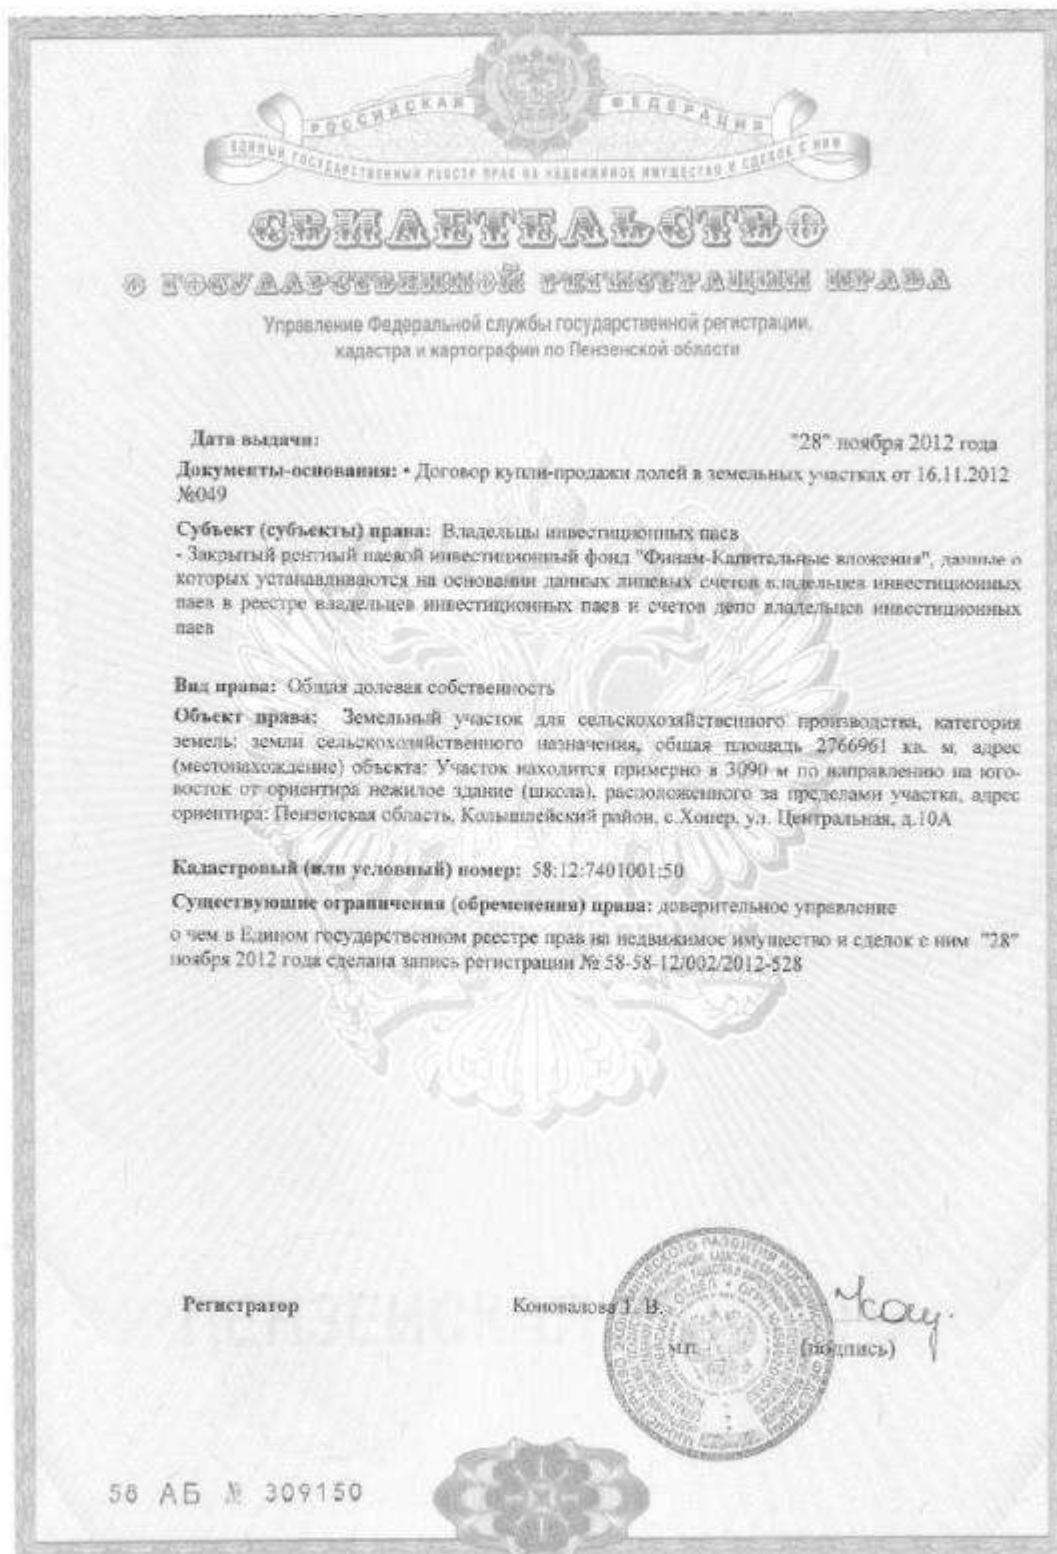 РОССИЙСКАЯ ФЕДЕРАЦИЯ
ЕДИНЫЙ ГОСУДАРСТВЕННЫЙ РЕЕСТР ПРАВ НА НЕДВИЖИМОЕ ИМУЩЕСТВО И СДЕЛОК С НИМ
СВИДЕТЕЛЬСТВО
О ГОСУДАРСТВЕННОЙ РЕГИСТРАЦИИ ПРАВА
Управление Федеральной службы государственной регистрации,
кадастра и картографии по Пензенской области
Дата выдачи: "28" ноября 2012 года
Документы-основания: • Договор купли-продажи долей в земельных участках от 16.11.2012
№049
Субъект (субъекты) права: Владельцы инвестиционных паев
- Закрытый рентный паевой инвестиционный фонд "Финам-Капитальные вложения", данные о
которых устанавливаются на основании данных лицевых счетов владельцев инвестиционных
паев в реестре владельцев инвестиционных паев и счетов депо владельцев инвестиционных
паев
Вид права: Общая долевая собственность
Объект права: Земельный участок для сельскохозяйственного производства, категория
земель: земли сельскохозяйственного назначения, общая площадь 2766961 кв. м, адрес
(местонахождение) объекта: Участок находится примерно в 3090 м по направлению на юго-
восток от ориентира нежилое здание (школа), расположенного за пределами участка, адрес
ориентира: Пензенская область, Колышлейский район, с.Хопер, ул. Центральная, д.10А
Кадастровый (или условный) номер: 58:12:7401001:50
Существующие ограничения (обременения) права: доверительное управление
о чем в Едином государственном реестре прав на недвижимое имущество и сделок с ним "28"
ноября 2012 года сделана запись регистрации № 58-58-12/002/2012-528
Регистратор Коновалова В.
м.п. (подпись)
58 АБ № 309150